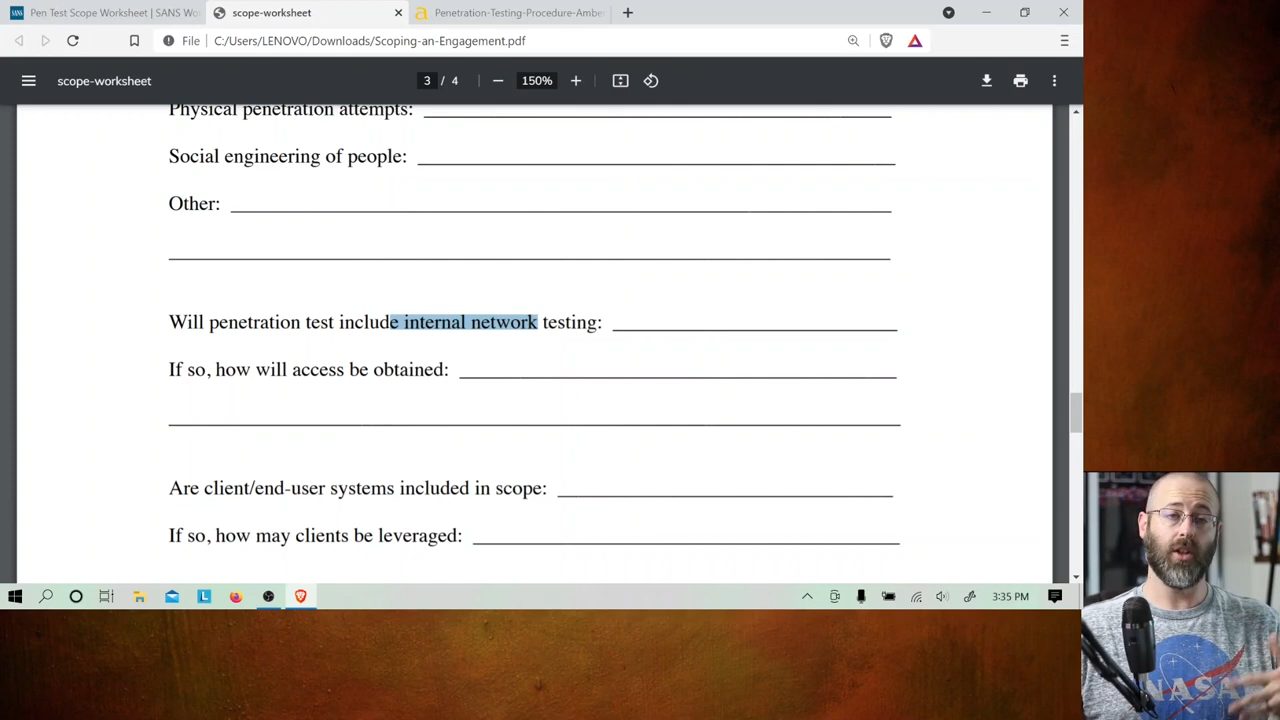 Pen Test Scope Worksheet | SANS Wo
scope-worksheet
Penetration-Testing-Procedure-Ambe
File
C:/Users/LENOVO/Downloads/Scoping-an-Engagement.pdf
scope-worksheet
3 / 4
150%
Physical penetration attempts:
Social engineering of people:
Other:
Will penetration test include internal network testing:
If so, how will access be obtained:
Are client/end-user systems included in scope:
If so, how may clients be leveraged:
3:35 PM
NASA